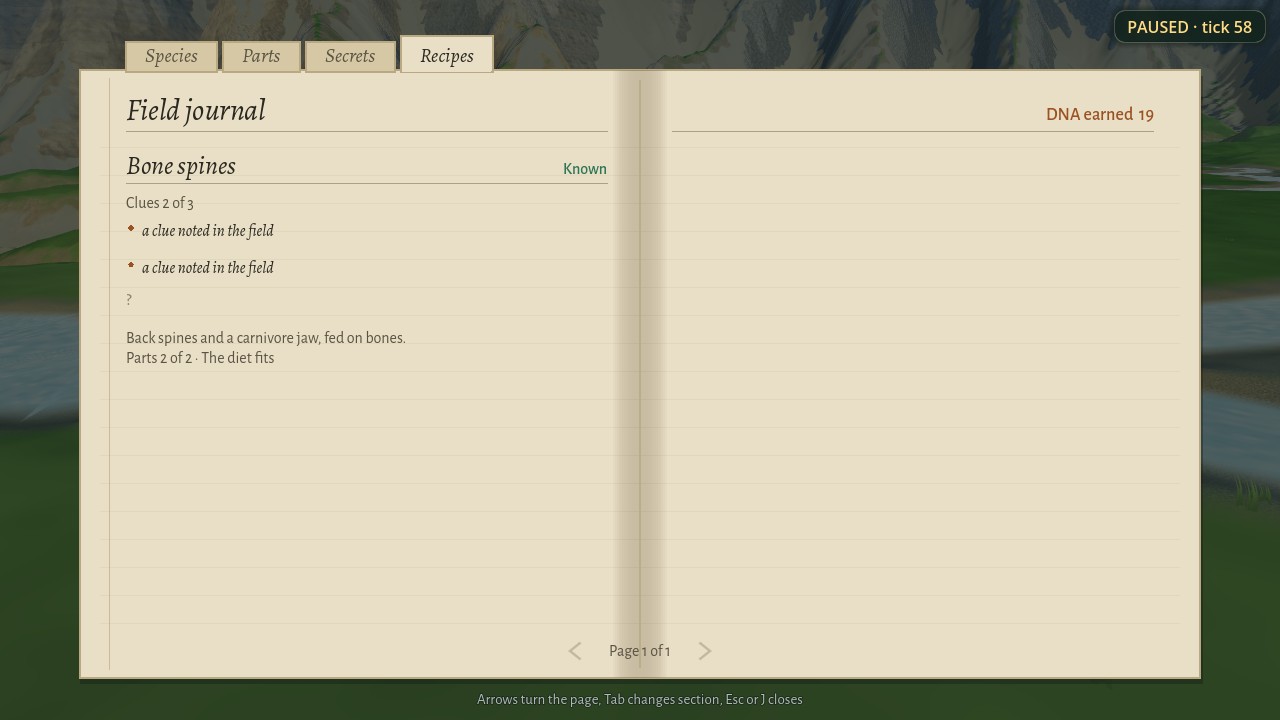 PAUSED · tick 58
Species
Parts
Secrets
Recipes
Field journal
DNA earned 19
Bone spines
Known
Clues 2 of 3
a clue noted in the field
a clue noted in the field
?
Back spines and a carnivore jaw, fed on bones.
Parts 2 of 2 · The diet fits
Page 1 of 1
Arrows turn the page, Tab changes section, Esc or J closes